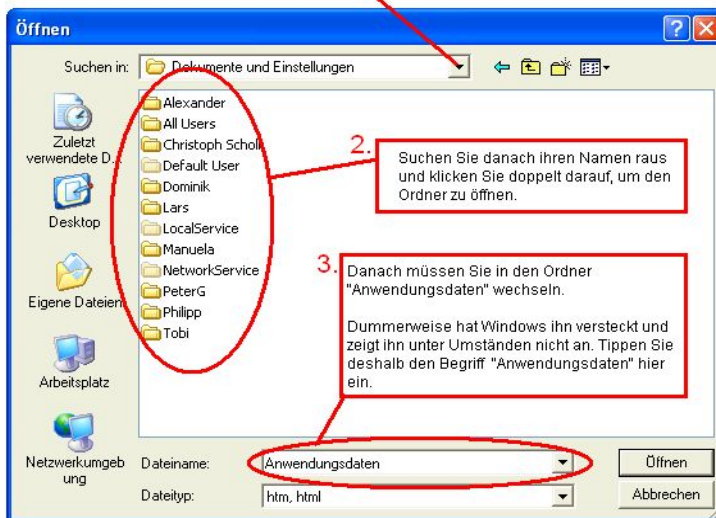 Öffnen
Suchen in:
Dokumente und Einstellungen
Zuletzt
verwendete D...
Desktop
Eigene Dateien
Arbeitsplatz
Netzwerkumgeb
ung
Alexander
All Users
Christoph Scholl
Default User
Dominik
Lars
LocalService
Manuela
NetworkService
PeterG
Philipp
Tobi
2.
Suchen Sie danach ihren Namen raus
und klicken Sie doppelt darauf, um den
Ordner zu öffnen.
3.
Danach müssen Sie in den Ordner
"Anwendungsdaten" wechseln.
Dummerweise hat Windows ihn versteckt und
zeigt ihn unter Umständen nicht an. Tippen Sie
deshalb den Begriff "Anwendungsdaten" hier
ein.
Dateiname:
Anwendungsdaten
Öffnen
Dateityp:
htm, html
Abbrechen